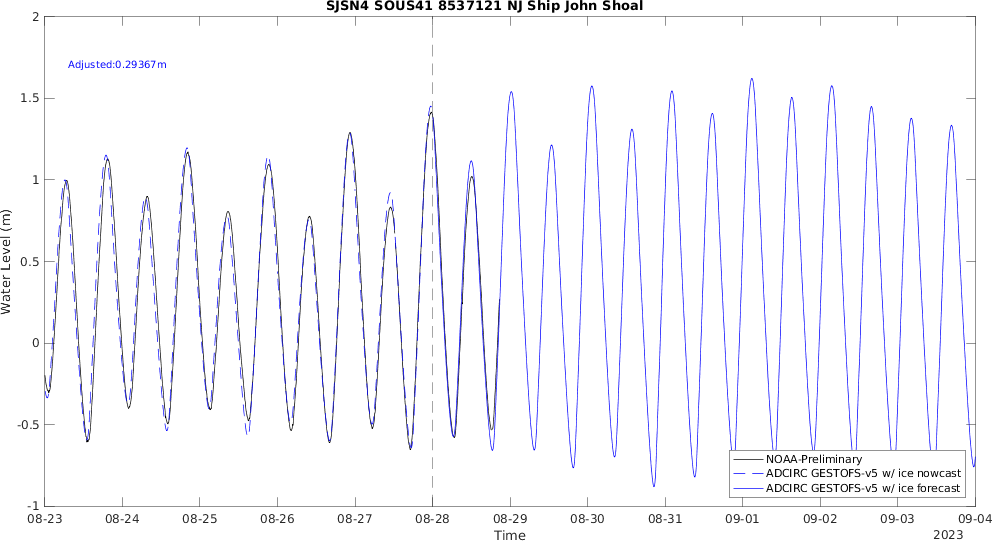 SJSN4 SOUS41 8537121 NJ Ship John Shoal
2
Adjusted:0.29367m
1.5
1
0.5
0
-0.5
-1
Water Level (m)
NOAA-Preliminary
ADCIRC GESTOFS-v5 w/ ice nowcast
ADCIRC GESTOFS-v5 w/ ice forecast
08-23 08-24 08-25 08-26 08-27 08-28 08-29 08-30 08-31 09-01 09-02 09-03 09-04
Time
2023